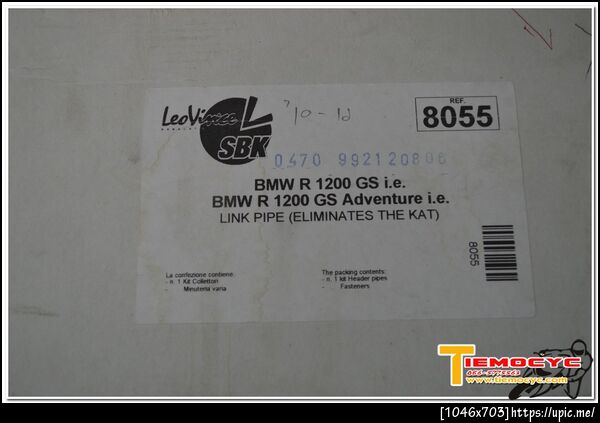 LeoVince
SBK
REF.
8055
0470 992120806
BMW R 1200 GS i.e.
BMW R 1200 GS Adventure i.e.
LINK PIPE (ELIMINATES THE KAT)
8055
La confezione contiene:
- n. 1 Kit Collettori
- Minuteria varia
The packing contents:
- n. 1 kit Header pipes
- Fasteners
TIEMOCYC
www.tiemocyc.com
[1046x703]https://upic.me/